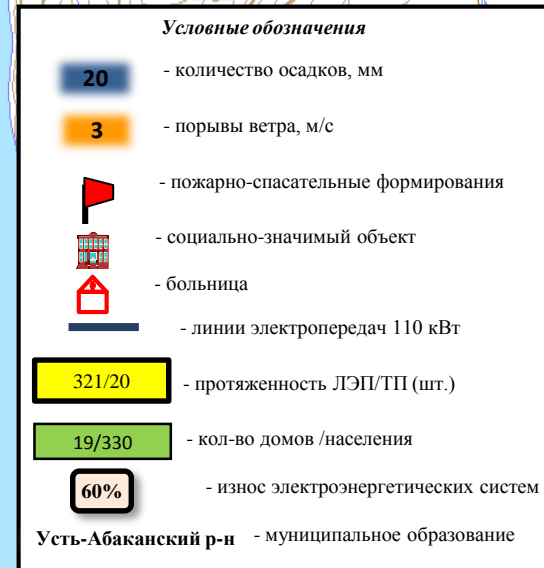 Условные обозначения
20 - количество осадков, мм
3 - порывы ветра, м/с
- пожарно-спасательные формирования
- социально-значимый объект
- больница
- линии электропередач 110 кВт
321/20 - протяженность ЛЭП/ТП (шт.)
19/330 - кол-во домов /населения
60% - износ электроэнергетических систем
Усть-Абаканский р-н - муниципальное образование